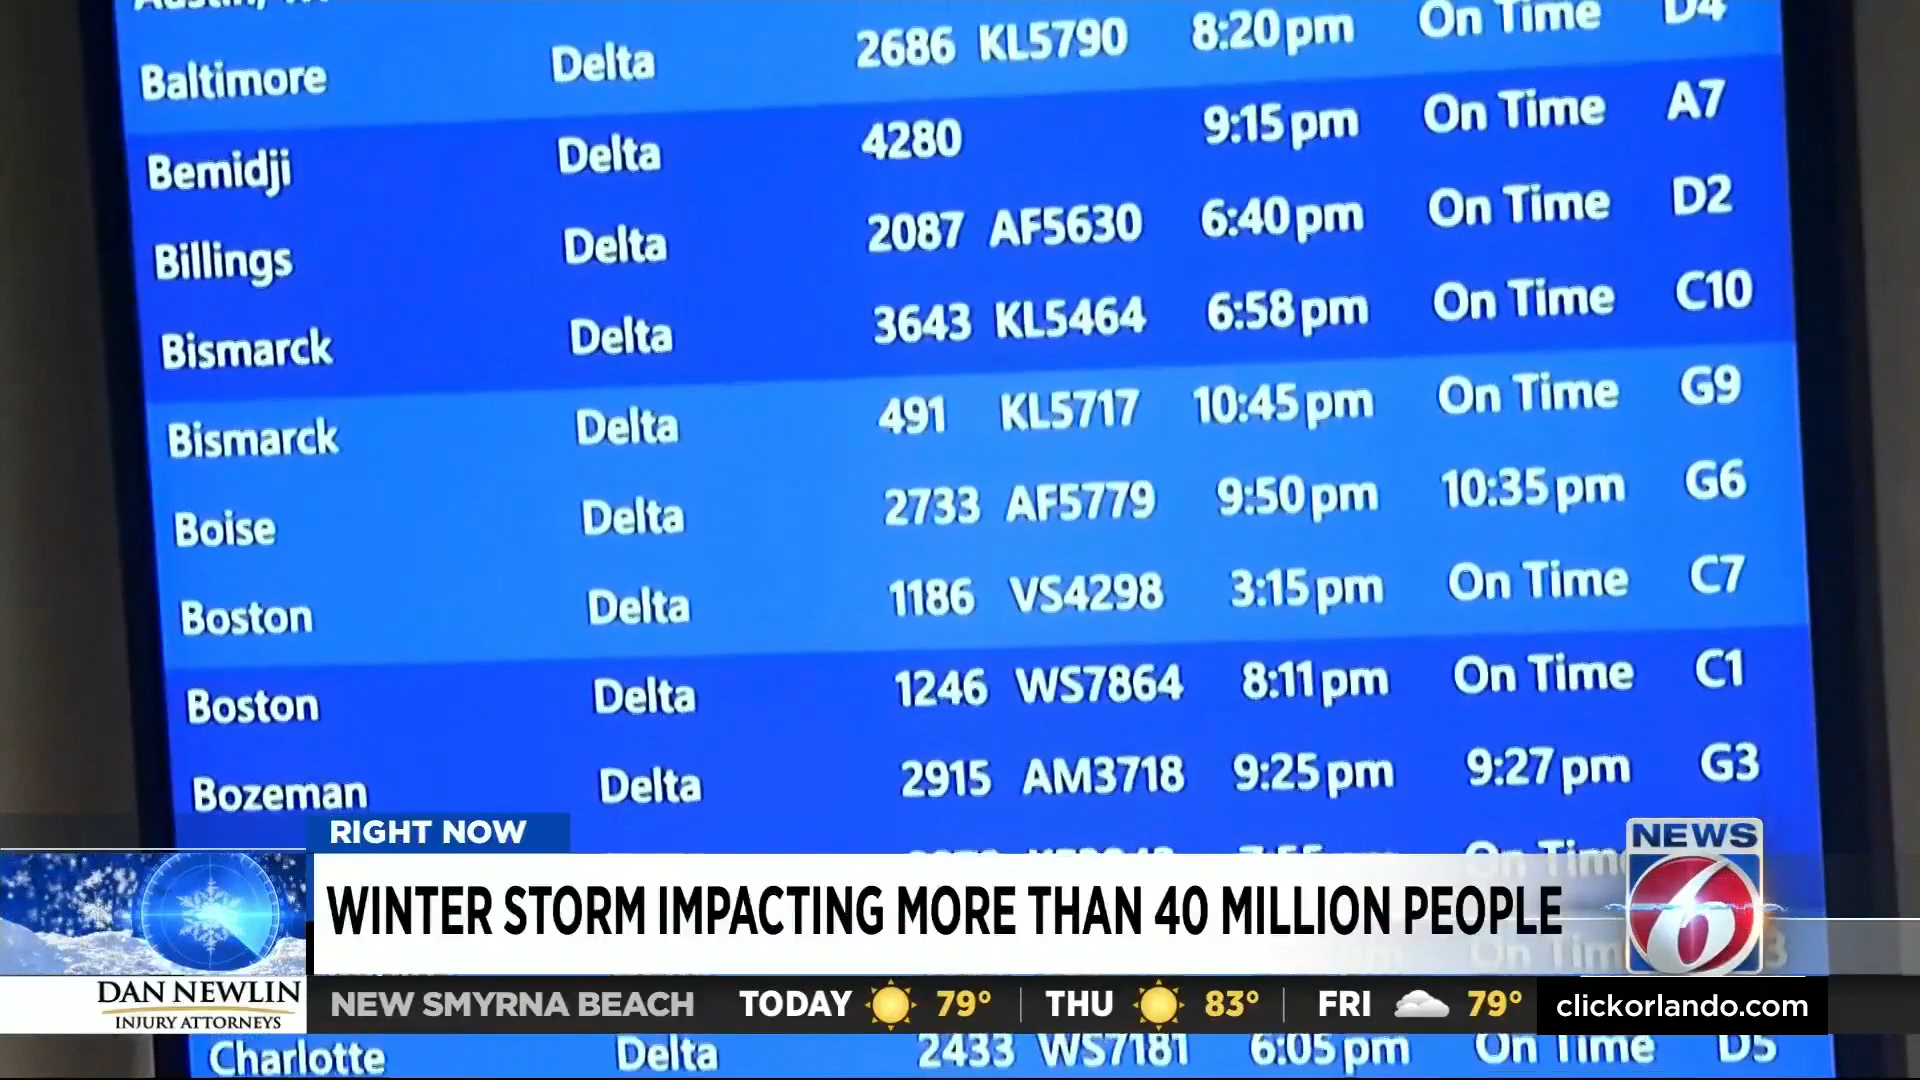 Baltimore Delta 2686 KL5790 8:20 pm On Time D4
Bemidji Delta 4280 9:15 pm On Time A7
Billings Delta 2087 AF5630 6:40 pm On Time D2
Bismarck Delta 3643 KL5464 6:58 pm On Time C10
Bismarck Delta 491 KL5717 10:45 pm On Time G9
Boise Delta 2733 AF5779 9:50 pm 10:35 pm G6
Boston Delta 1186 VS4298 3:15 pm On Time C7
Boston Delta 1246 WS7864 8:11 pm On Time C1
Bozeman Delta 2915 AM3718 9:25 pm 9:27 pm G3
RIGHT NOW
NEWS
6
WINTER STORM IMPACTING MORE THAN 40 MILLION PEOPLE
DAN NEWLIN
INJURY ATTORNEYS
NEW SMYRNA BEACH TODAY 79° THU 83° FRI 79° clickorlando.com
Charlotte Delta 2433 WS7181 6:05 pm On Time D5